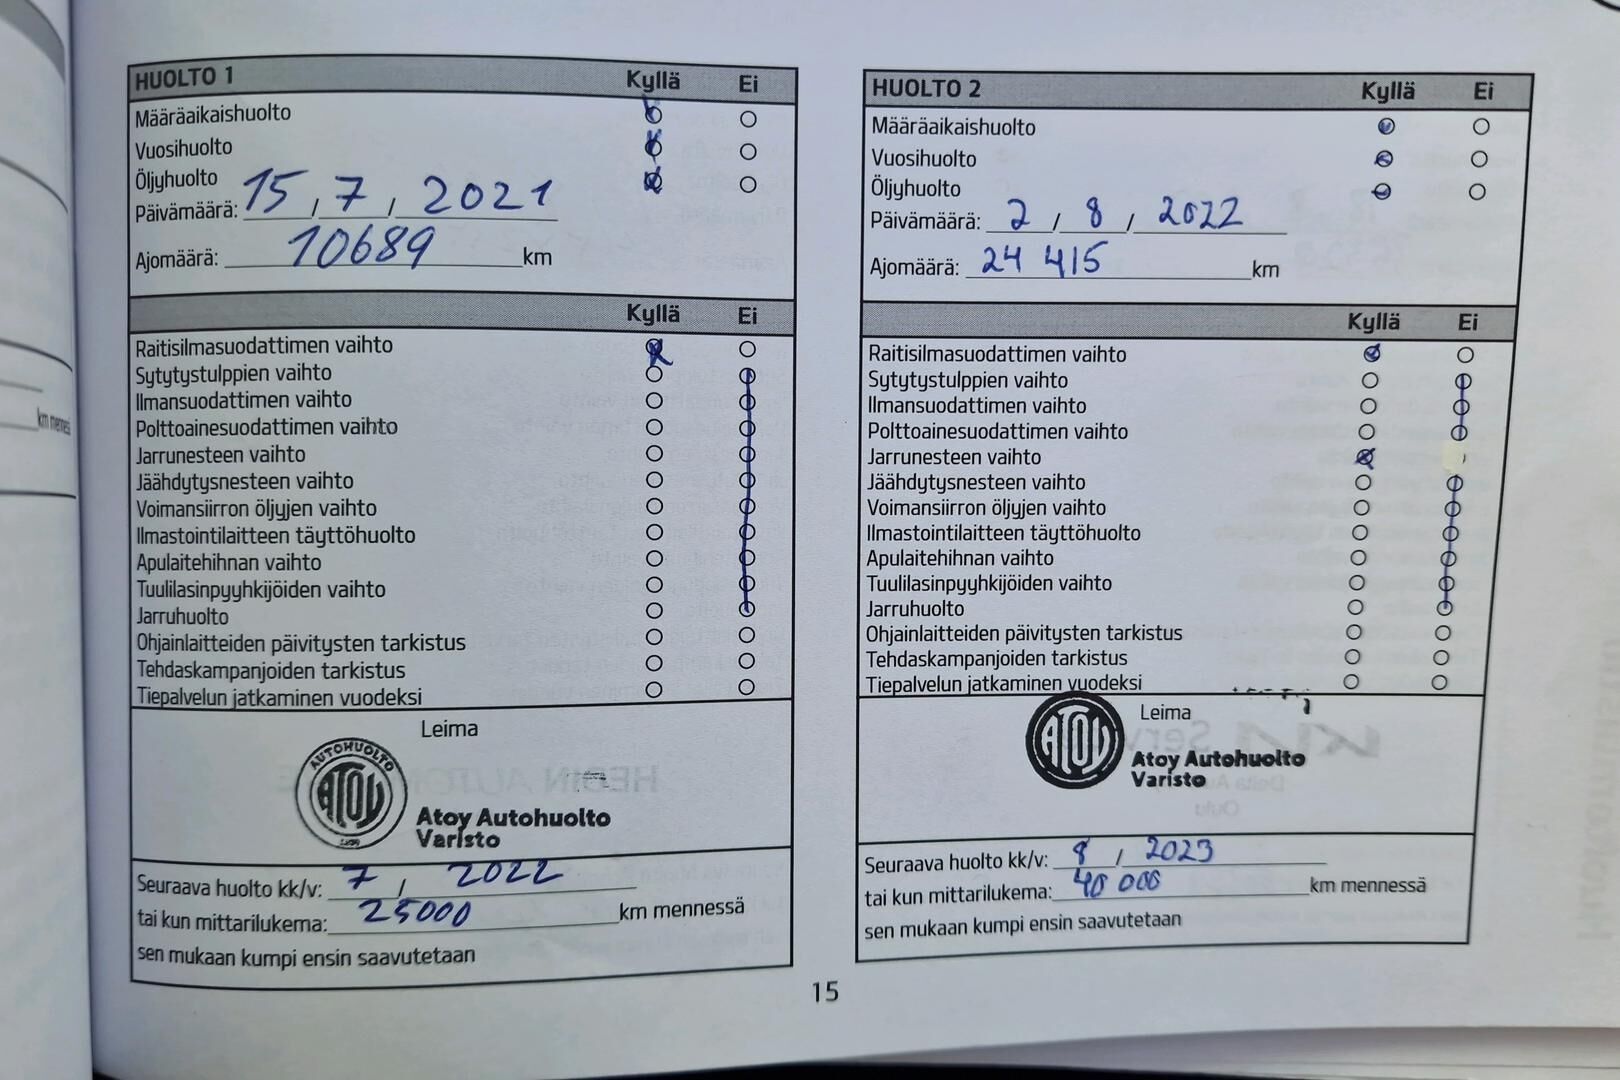 km mennessä
HUOLTO 1 Kyllä Ei
Määräaikaishuolto
Vuosihuolto
Öljyhuolto
Päivämäärä: 15 / 7 / 2021
Ajomäärä: 10689 km
Kyllä Ei
Raitisilmasuodattimen vaihto
Sytytystulppien vaihto
Ilmansuodattimen vaihto
Polttoainesuodattimen vaihto
Jarrunesteen vaihto
Jäähdytysnesteen vaihto
Voimansiirron öljyjen vaihto
Ilmastointilaitteen täyttöhuolto
Apulaitehihnan vaihto
Tuulilasinpyyhkijöiden vaihto
Jarruhuolto
Ohjainlaitteiden päivitysten tarkistus
Tehdaskampanjoiden tarkistus
Tiepalvelun jatkaminen vuodeksi
Leima
AUTOHUOLTO
ATOY
Atoy Autohuolto
Varisto
Seuraava huolto kk/v: 7 / 2022
tai kun mittarilukema: 25000 km mennessä
sen mukaan kumpi ensin saavutetaan
HUOLTO 2 Kyllä Ei
Määräaikaishuolto
Vuosihuolto
Öljyhuolto
Päivämäärä: 2 / 8 / 2022
Ajomäärä: 24 415 km
Kyllä Ei
Raitisilmasuodattimen vaihto
Sytytystulppien vaihto
Ilmansuodattimen vaihto
Polttoainesuodattimen vaihto
Jarrunesteen vaihto
Jäähdytysnesteen vaihto
Voimansiirron öljyjen vaihto
Ilmastointilaitteen täyttöhuolto
Apulaitehihnan vaihto
Tuulilasinpyyhkijöiden vaihto
Jarruhuolto
Ohjainlaitteiden päivitysten tarkistus
Tehdaskampanjoiden tarkistus
Tiepalvelun jatkaminen vuodeksi
Leima
ATOY
Atoy Autohuolto
Varisto
Seuraava huolto kk/v: 8 / 2023
tai kun mittarilukema: 40 000 km mennessä
sen mukaan kumpi ensin saavutetaan
15